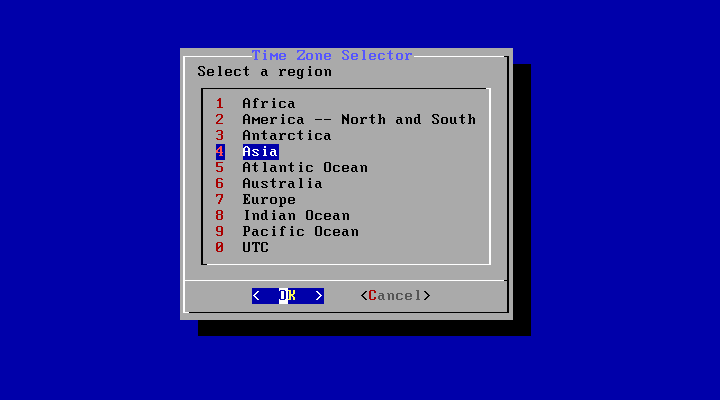 Time Zone Selector
Select a region
1 Africa
2 America -- North and South
3 Antarctica
4 Asia
5 Atlantic Ocean
6 Australia
7 Europe
8 Indian Ocean
9 Pacific Ocean
0 UTC
< OK > <Cancel>